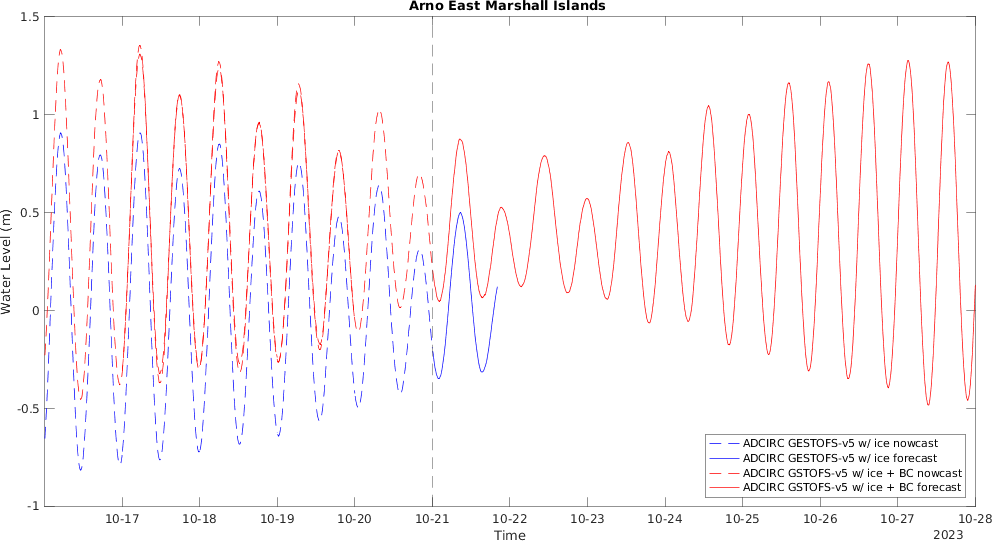 Arno East Marshall Islands
1.5
1
0.5
0
-0.5
-1
Water Level (m)
ADCIRC GESTOFS-v5 w/ ice nowcast
ADCIRC GESTOFS-v5 w/ ice forecast
ADCIRC GSTOFS-v5 w/ ice + BC nowcast
ADCIRC GSTOFS-v5 w/ ice + BC forecast
10-17 10-18 10-19 10-20 10-21 10-22 10-23 10-24 10-25 10-26 10-27 10-28
Time
2023